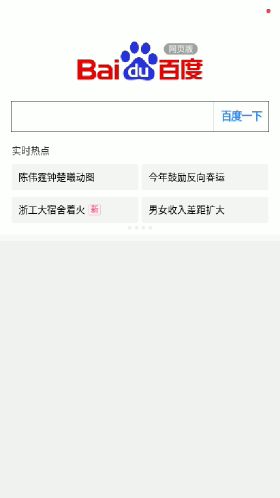 网页版
Bai du 百度
百度一下
实时热点
陈伟霆钟楚曦动图
今年鼓励反向春运
浙工大宿舍着火 新
男女收入差距扩大